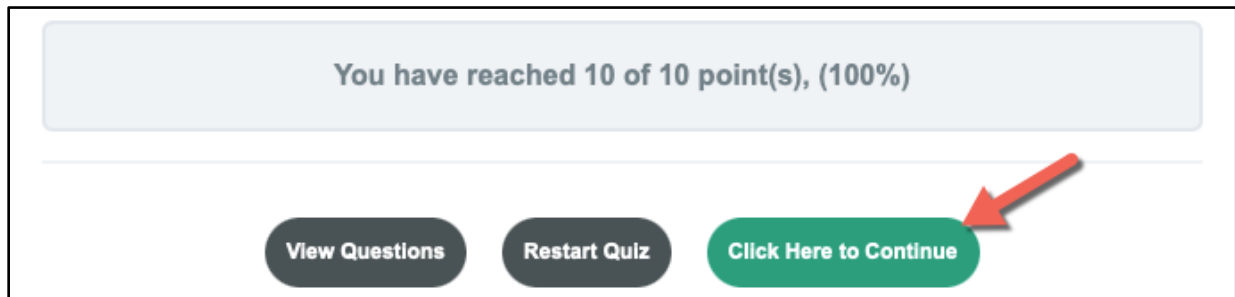 You have reached 10 of 10 point(s), (100%)
View Questions
Restart Quiz
Click Here to Continue